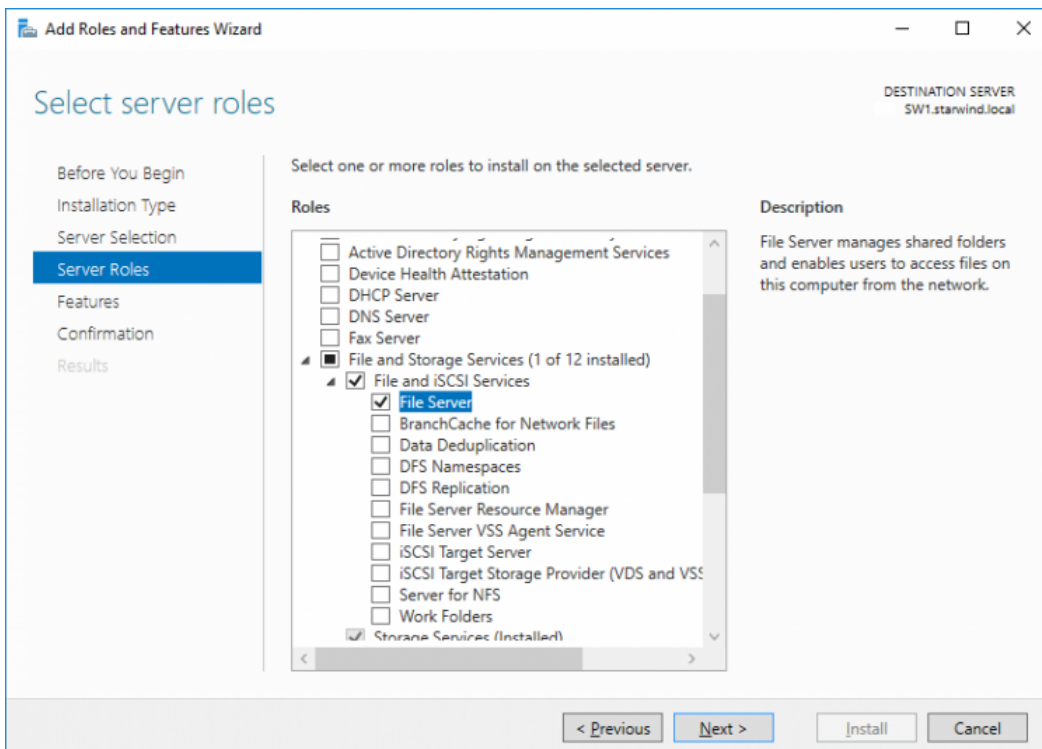 Add Roles and Features Wizard
Select server roles
DESTINATION SERVER
SW1.starwind.local
Before You Begin
Installation Type
Server Selection
Server Roles
Features
Confirmation
Results
Select one or more roles to install on the selected server.
Roles
Active Directory Rights Management Services
Device Health Attestation
DHCP Server
DNS Server
Fax Server
File and Storage Services (1 of 12 installed)
File and iSCSI Services
File Server
BranchCache for Network Files
Data Deduplication
DFS Namespaces
DFS Replication
File Server Resource Manager
File Server VSS Agent Service
iSCSI Target Server
iSCSI Target Storage Provider (VDS and VSS
Server for NFS
Work Folders
Storage Services (Installed)
Description
File Server manages shared folders
and enables users to access files on
this computer from the network.
< Previous
Next >
Install
Cancel